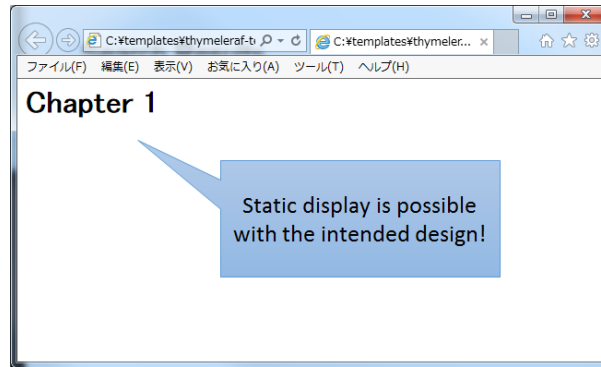 C:¥templates¥thymeleraf-t
C:¥templates¥thymeler...
ファイル(F) 編集(E) 表示(V) お気に入り(A) ツール(T) ヘルプ(H)
Chapter 1
Static display is possible
with the intended design!